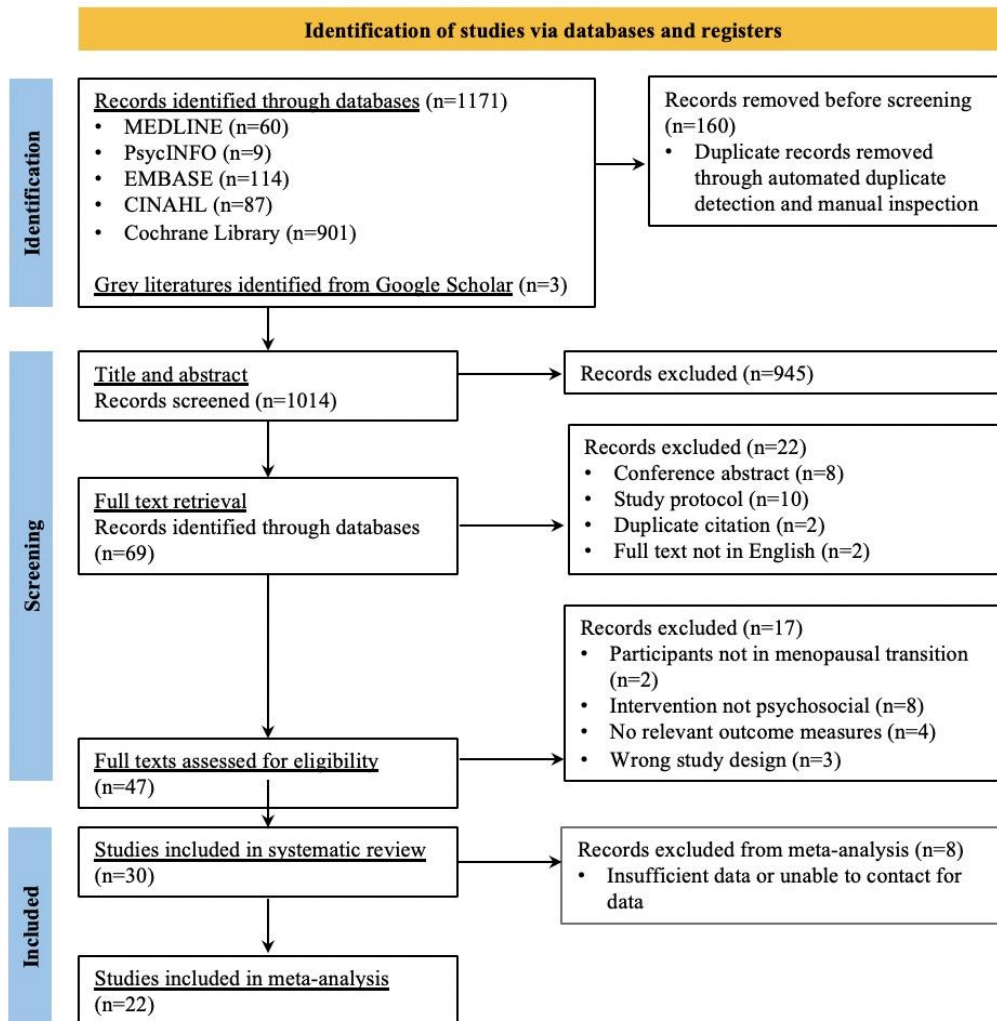 Identification of studies via databases and registers
Identification
Records identified through databases (n=1171)
• MEDLINE (n=60)
• PsycINFO (n=9)
• EMBASE (n=114)
• CINAHL (n=87)
• Cochrane Library (n=901)
Grey literatures identified from Google Scholar (n=3)
Records removed before screening
(n=160)
• Duplicate records removed
through automated duplicate
detection and manual inspection
Screening
Title and abstract
Records screened (n=1014)
Records excluded (n=945)
Full text retrieval
Records identified through databases
(n=69)
Records excluded (n=22)
• Conference abstract (n=8)
• Study protocol (n=10)
• Duplicate citation (n=2)
• Full text not in English (n=2)
Records excluded (n=17)
• Participants not in menopausal transition
(n=2)
• Intervention not psychosocial (n=8)
• No relevant outcome measures (n=4)
• Wrong study design (n=3)
Full texts assessed for eligibility
(n=47)
Included
Studies included in systematic review
(n=30)
Records excluded from meta-analysis (n=8)
• Insufficient data or unable to contact for
data
Studies included in meta-analysis
(n=22)